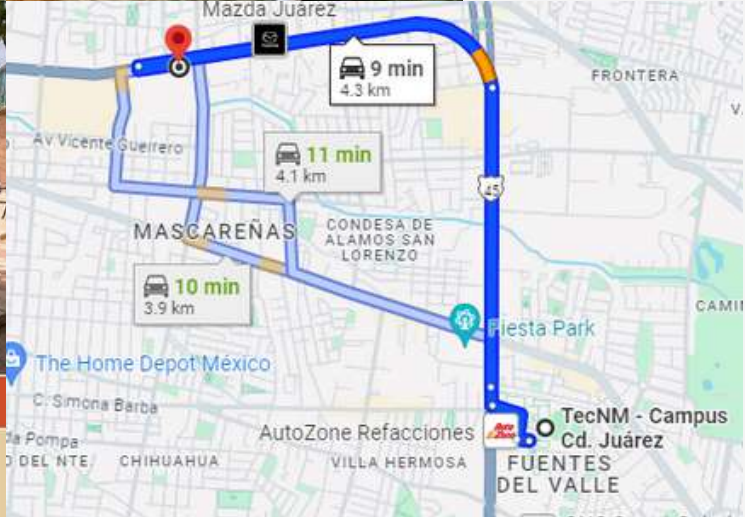 Mazda Juárez
9 min
4.3 km
FRONTERA
Av Vicente Guerrero
11 min
4.1 km
45
MASCAREÑAS
CONDESA DE
ALAMOS SAN
LORENZO
10 min
3.9 km
Fiesta Park
The Home Depot México
C. Simona Barba
AutoZone Refacciones
Auto
Zone
TecNM - Campus
Cd. Juárez
Pompa
DEL NTE.
CHIHUAHUA
VILLA HERMOSA
FUENTES
DEL VALLE